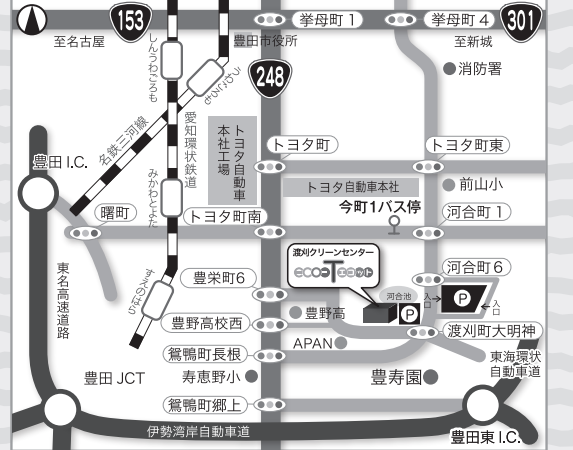 153
挙母町 1
挙母町 4
301
至名古屋
豊田市役所
至新城
しんうわごろも
うわごろも
248
消防署
名鉄三河線
愛知環状鉄道
トヨタ自動車
本社工場
トヨタ町
トヨタ町東
豊田 I.C.
みかわとよた
トヨタ自動車本社
前山小
今町1バス停
曙町
トヨタ町南
河合町 1
渡刈クリーンセンター
エコット
東名高速道路
すえのはら
豊栄町6
河合池
入口
P
P
入口
河合町 6
豊野高
豊野高校西
渡刈町大明神
APAN
鴛鴨町長根
東海環状
自動車道
豊田 JCT
寿恵野小
豊寿園
鴛鴨町郷上
伊勢湾岸自動車道
豊田東 I.C.